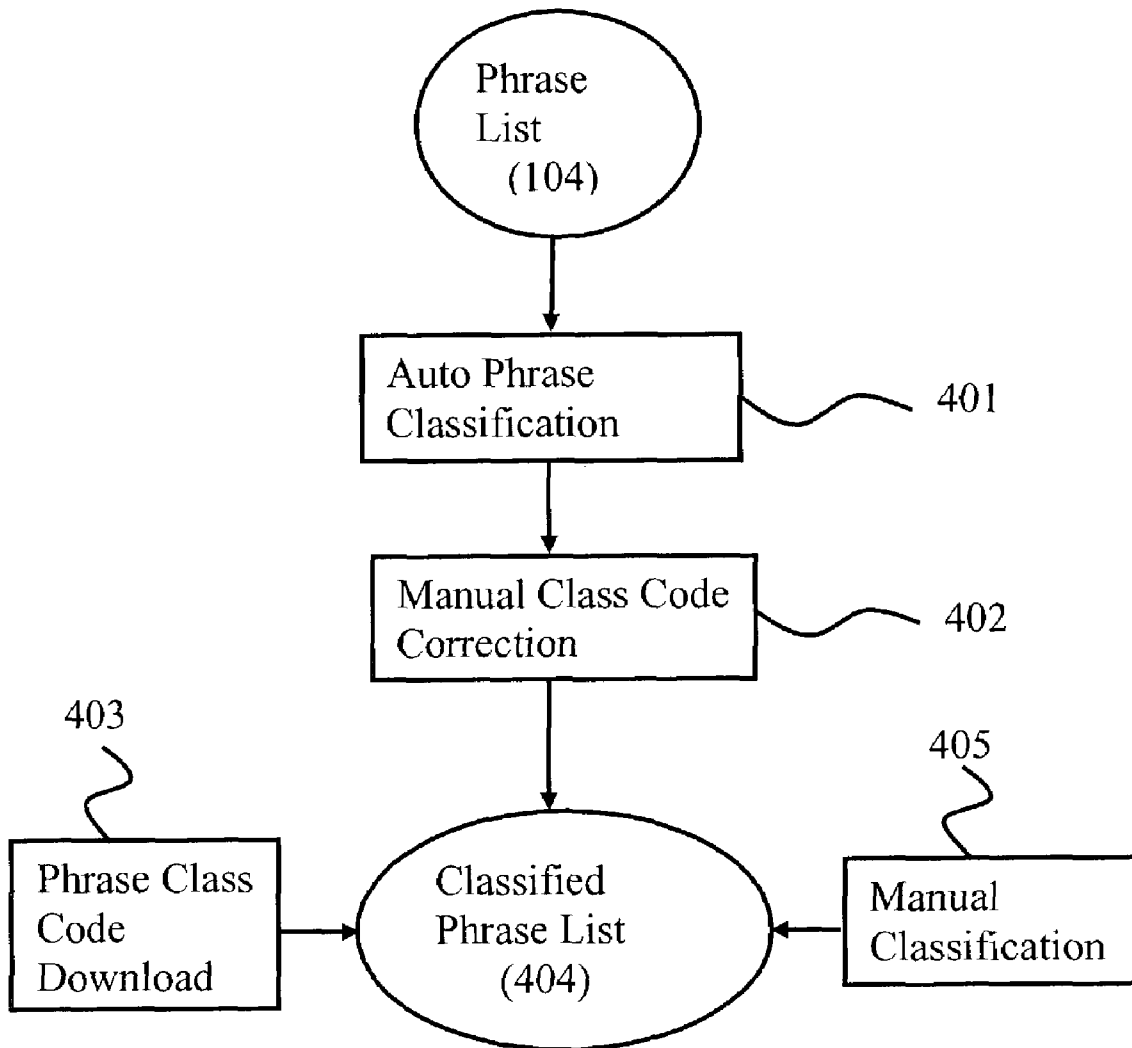 Phrase
List
(104)
Auto Phrase
Classification
401
Manual Class Code
Correction
402
403
405
Phrase Class
Code
Download
Classified
Phrase List
(404)
Manual
Classification